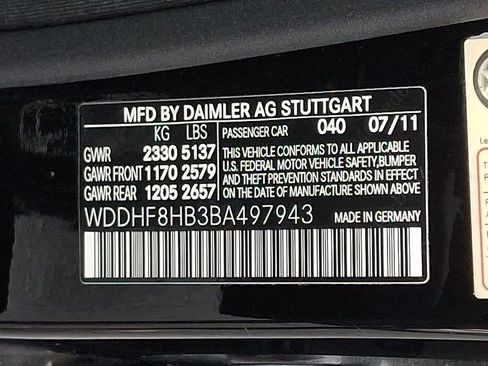 MFD BY DAIMLER AG STUTTGART
KG LBS PASSENGER CAR 040 07/11
GVWR 2330 5137 THIS VEHICLE CONFORMS TO ALL APPLICABLE
GAWR FRONT 1170 2579 U.S. FEDERAL MOTOR VEHICLE SAFETY,BUMPER
GAWR REAR 1205 2657 AND THEFT PREVENTION STANDARDS IN EFFECT
ON THE DATE OF MANUFACTURE SHOWN ABOVE.
WDDHF8HB3BA497943 MADE IN GERMANY